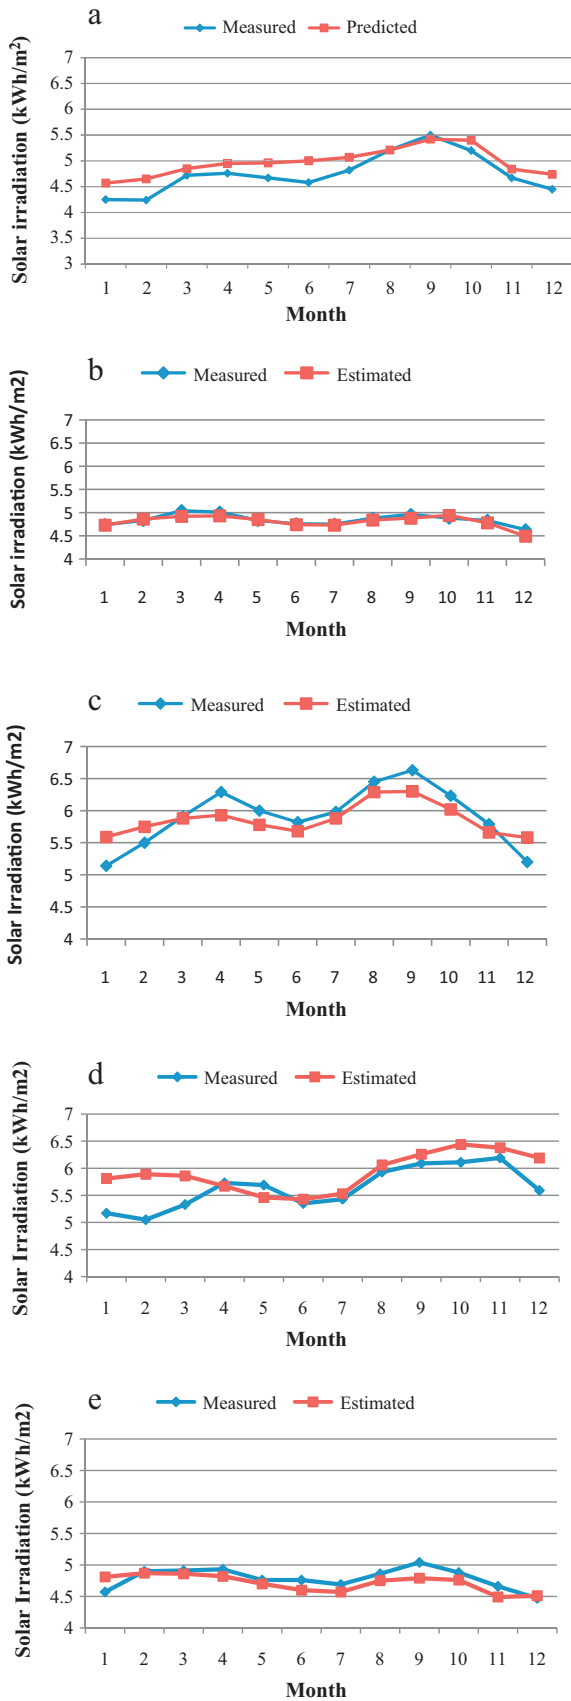 a
Measured Predicted
Solar irradiation (kWh/m²)
7
6.5
6
5.5
5
4.5
4
3.5
3
1 2 3 4 5 6 7 8 9 10 11 12
Month
b
Measured Estimated
Solar irradiation (kWh/m2)
7
6.5
6
5.5
5
4.5
4
1 2 3 4 5 6 7 8 9 10 11 12
Month
c
Measured Estimated
Solar Irradiation (kWh/m2)
7
6.5
6
5.5
5
4.5
4
1 2 3 4 5 6 7 8 9 10 11 12
Month
d
Measured Estimated
Solar Irradiation (kWh/m2)
7
6.5
6
5.5
5
4.5
4
1 2 3 4 5 6 7 8 9 10 11 12
Month
e
Measured Estimated
Solar Irradiation (kWh/m2)
7
6.5
6
5.5
5
4.5
4
1 2 3 4 5 6 7 8 9 10 11 12
Month